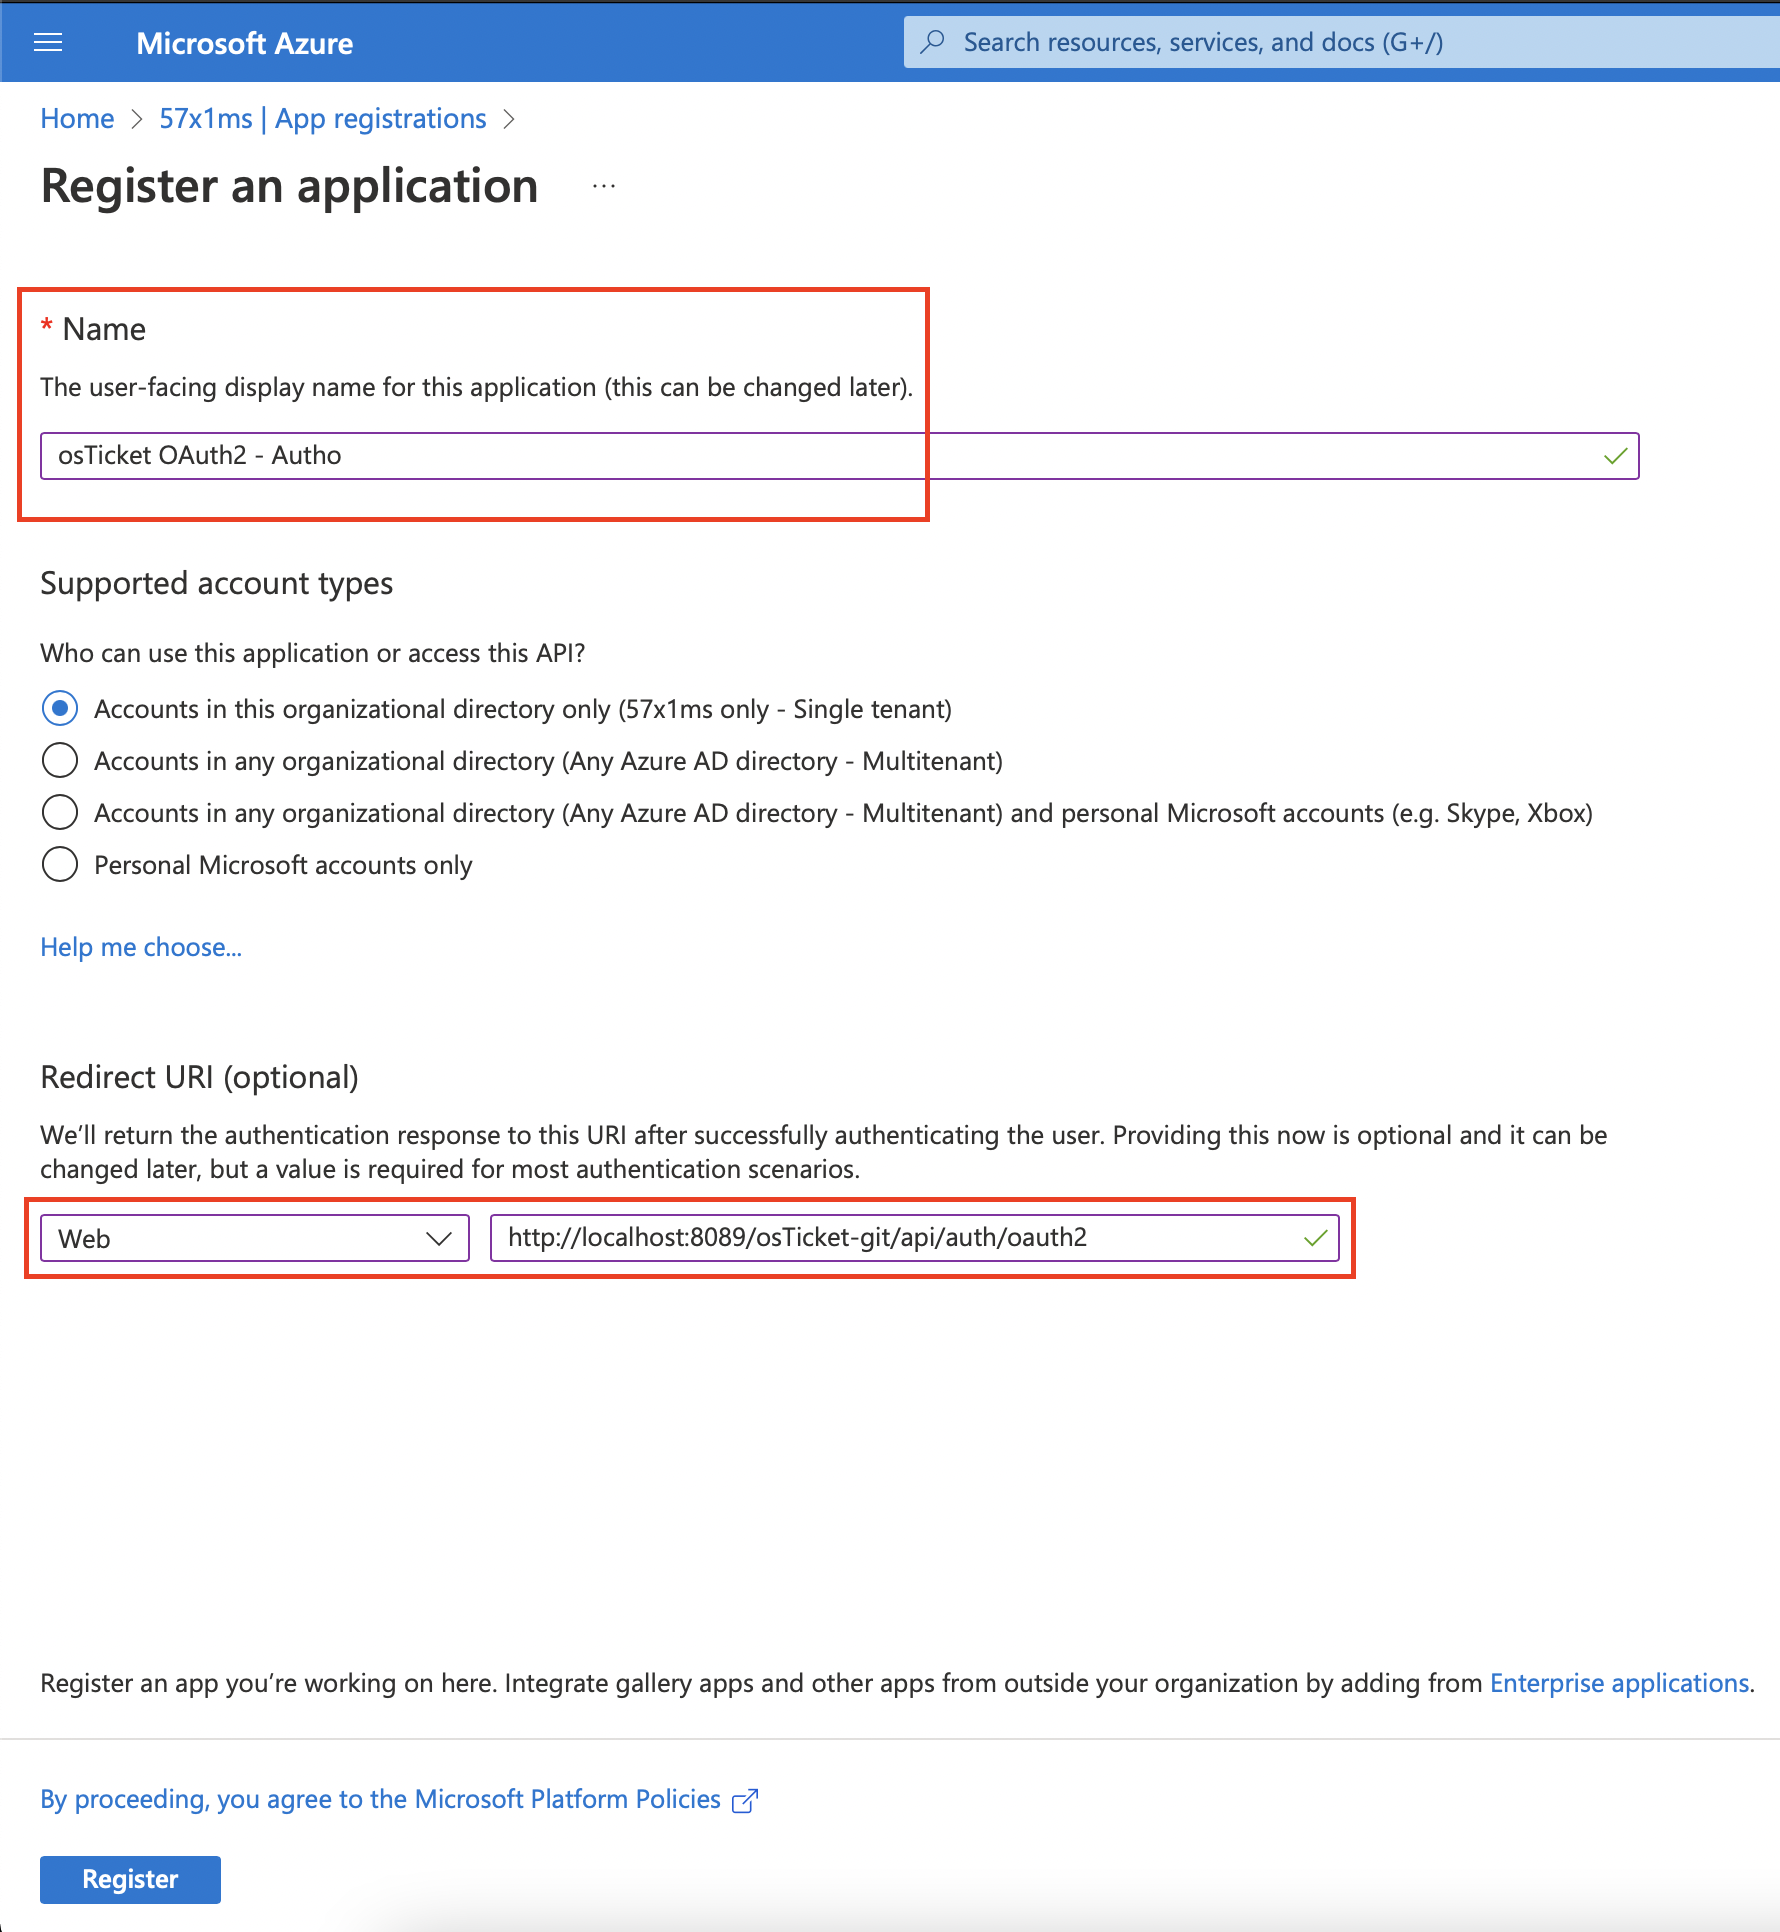 Microsoft Azure
Search resources, services, and docs (G+/)
Home > 57x1ms | App registrations >
Register an application ...
* Name
The user-facing display name for this application (this can be changed later).
osTicket OAuth2 - Autho
Supported account types
Who can use this application or access this API?
Accounts in this organizational directory only (57x1ms only - Single tenant)
Accounts in any organizational directory (Any Azure AD directory - Multitenant)
Accounts in any organizational directory (Any Azure AD directory - Multitenant) and personal Microsoft accounts (e.g. Skype, Xbox)
Personal Microsoft accounts only
Help me choose...
Redirect URI (optional)
We’ll return the authentication response to this URI after successfully authenticating the user. Providing this now is optional and it can be
changed later, but a value is required for most authentication scenarios.
Web
http://localhost:8089/osTicket-git/api/auth/oauth2
Register an app you’re working on here. Integrate gallery apps and other apps from outside your organization by adding from Enterprise applications.
By proceeding, you agree to the Microsoft Platform Policies
Register